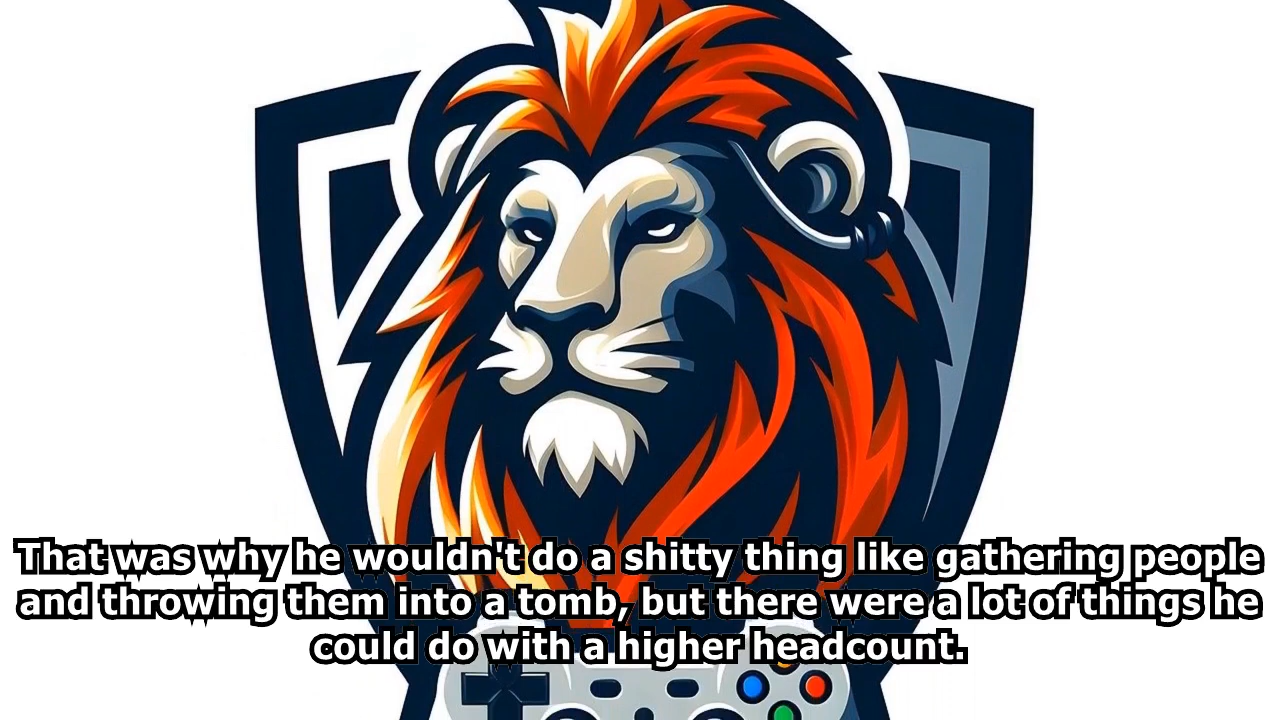 That was why he wouldn't do a shitty thing like gathering people
and throwing them into a tomb, but there were a lot of things he
could do with a higher headcount.